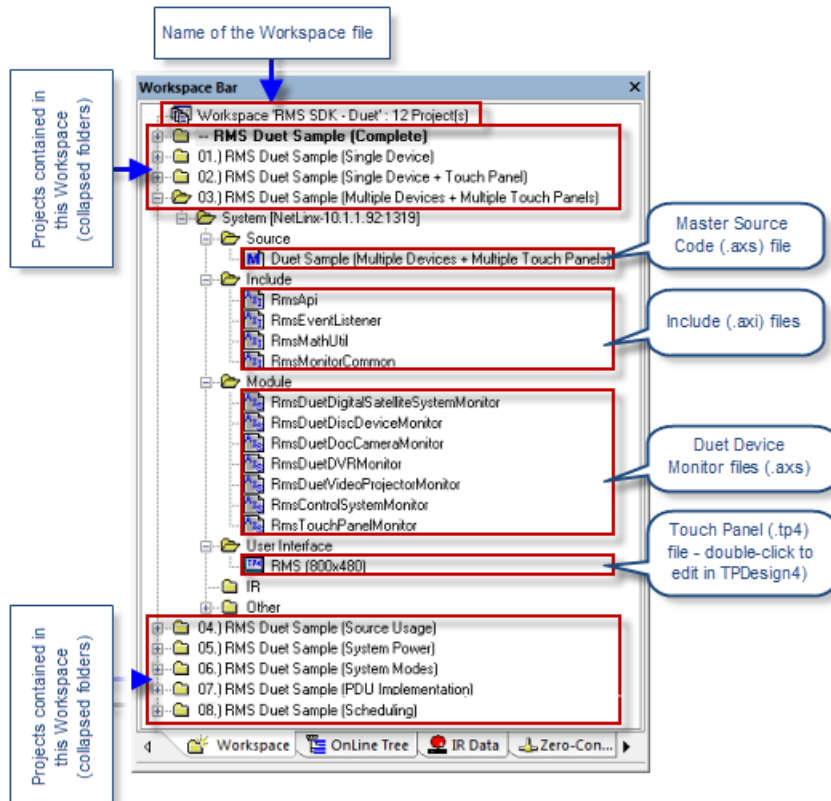 Name of the Workspace file
Projects contained in
this Workspace
(collapsed folders)
Workspace Bar
Workspace 'RMS SDK - Duet' : 12 Project(s)
-- RMS Duet Sample (Complete)
01.) RMS Duet Sample (Single Device)
02.) RMS Duet Sample (Single Device + Touch Panel)
03.) RMS Duet Sample (Multiple Devices + Multiple Touch Panels)
System [NetLinx-10.1.1.92:1319]
Source
Duet Sample (Multiple Devices + Multiple Touch Panels)
Master Source
Code (.axs) file
Include
RmsApi
RmsEventListener
RmsMathUtil
RmsMonitorCommon
Include (.axi) files
Module
RmsDuetDigitalSatelliteSystemMonitor
RmsDuetDiscDeviceMonitor
RmsDuetDocCameraMonitor
RmsDuetDVRMonitor
RmsDuetVideoProjectorMonitor
RmsControlSystemMonitor
RmsTouchPanelMonitor
Duet Device
Monitor files (.axs)
User Interface
RMS (800x480)
Touch Panel (.tp4)
file - double-click to
edit in TPDesign4)
IR
Other
Projects contained in
this Workspace
(collapsed folders)
04.) RMS Duet Sample (Source Usage)
05.) RMS Duet Sample (System Power)
06.) RMS Duet Sample (System Modes)
07.) RMS Duet Sample (PDU Implementation)
08.) RMS Duet Sample (Scheduling)
Workspace
OnLine Tree
IR Data
Zero-Con...